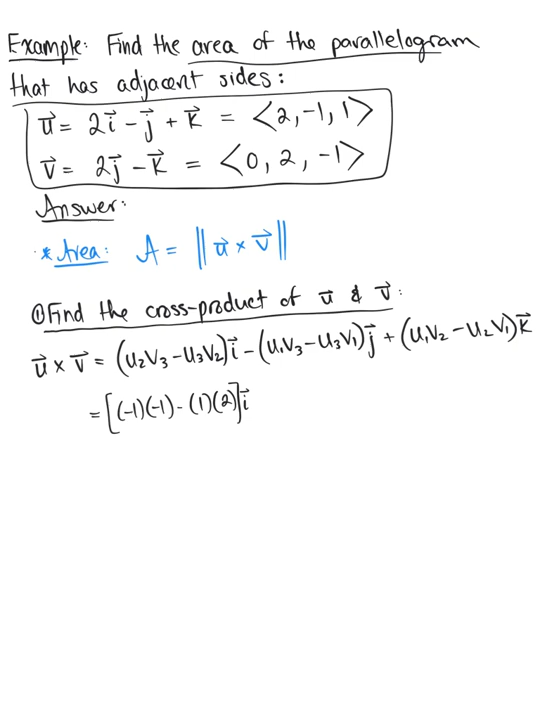 Example: Find the area of the parallelogram
that has adjacent sides:
u⃗ = 2i⃗ - j⃗ + k⃗ = <2, -1, 1>
v⃗ = 2j⃗ - k⃗ = <0, 2, -1>
Answer:
* Area: A = ‖u⃗ × v⃗‖
① Find the cross-product of u⃗ & v⃗:
u⃗ × v⃗ = (u₂v₃ - u₃v₂)i⃗ - (u₁v₃ - u₃v₁)j⃗ + (u₁v₂ - u₂v₁)k⃗
= [(-1)(-1) - (1)(2)]i⃗